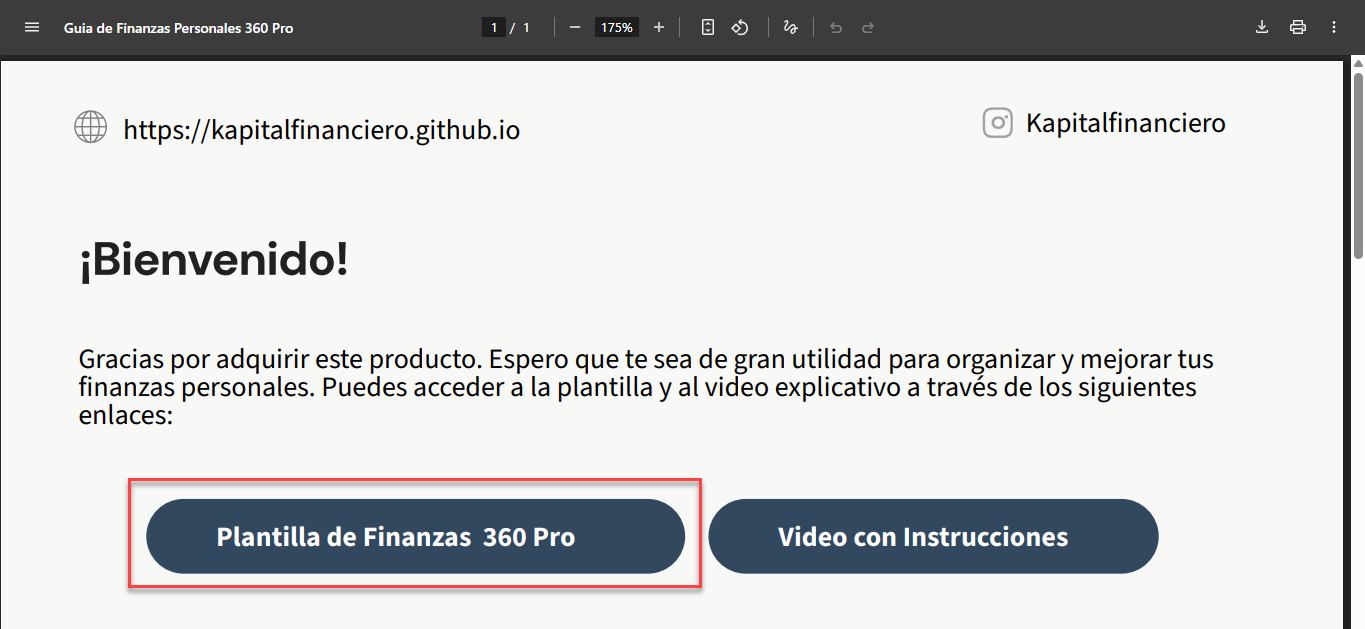 Guia de Finanzas Personales 360 Pro
1 / 1
175%
https://kapitalfinanciero.github.io
Kapitalfinanciero
¡Bienvenido!
Gracias por adquirir este producto. Espero que te sea de gran utilidad para organizar y mejorar tus
finanzas personales. Puedes acceder a la plantilla y al video explicativo a través de los siguientes
enlaces:
Plantilla de Finanzas 360 Pro
Video con Instrucciones